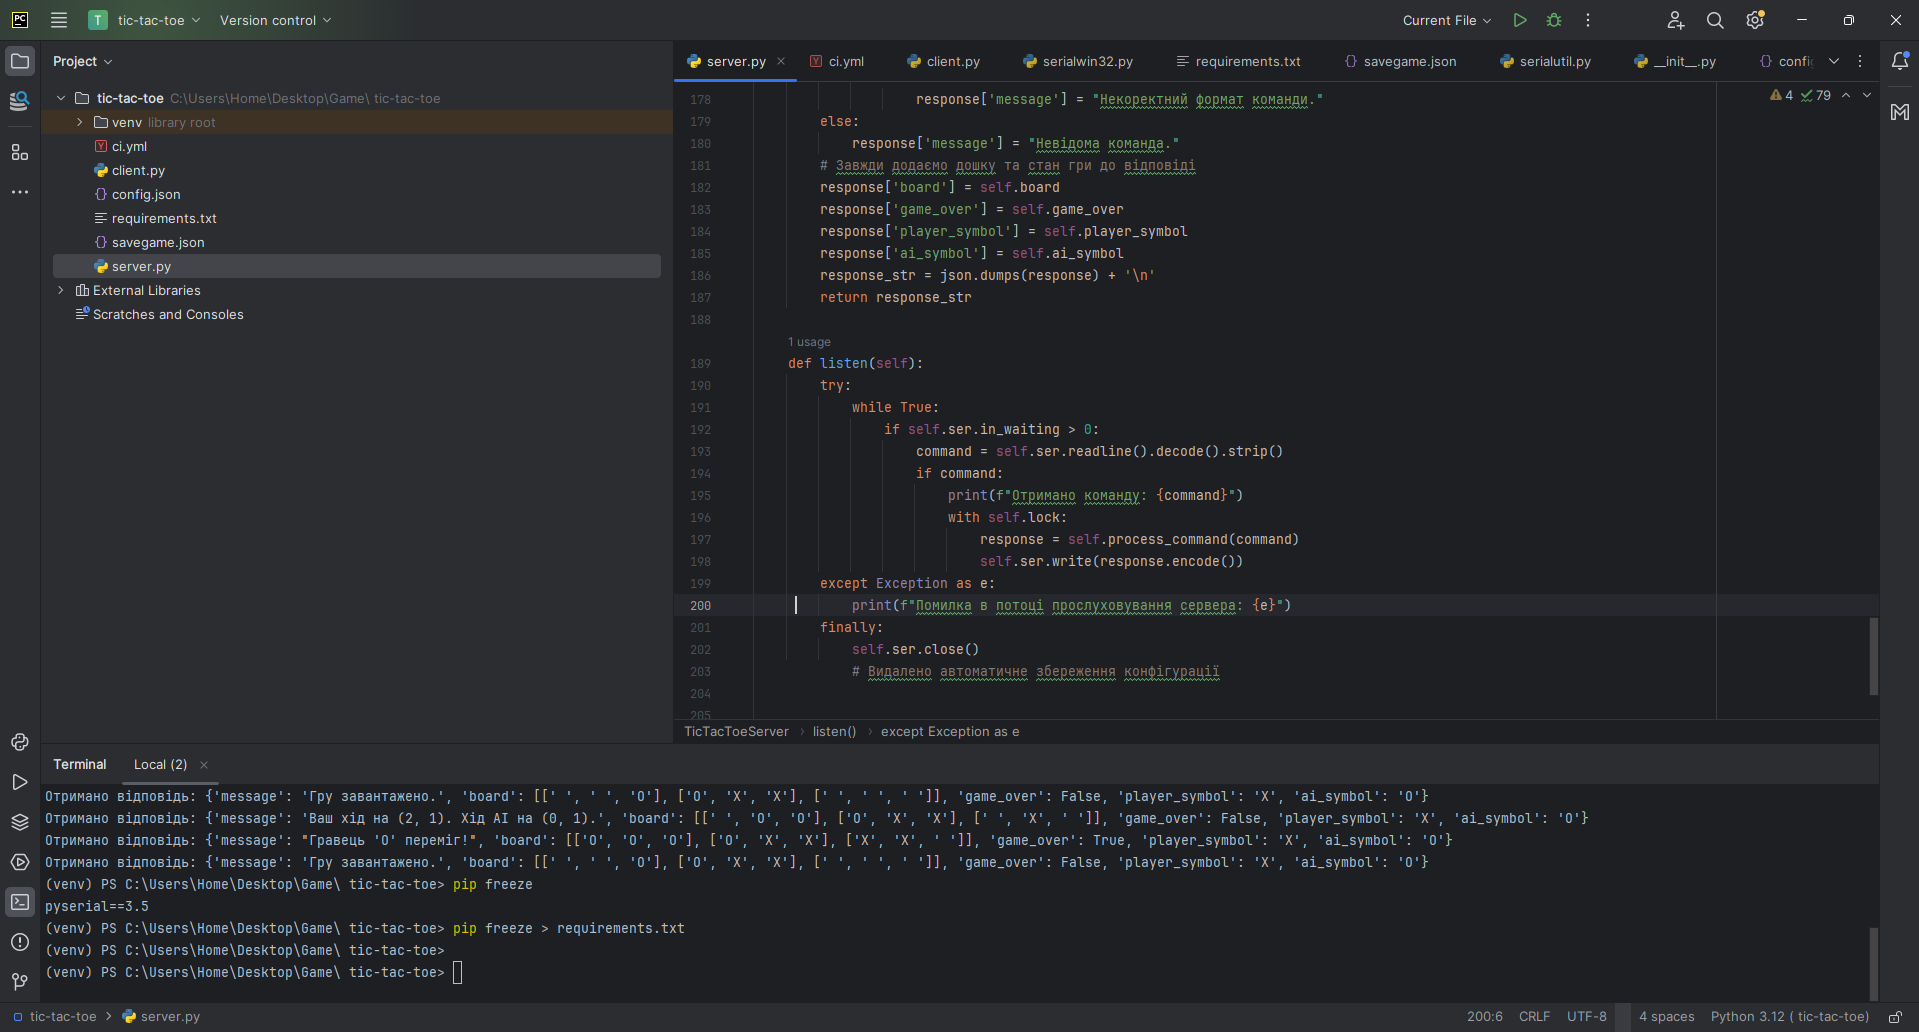 PC T tic-tac-toe Version control Current File
Project
server.py ci.yml client.py serialwin32.py requirements.txt savegame.json serialutil.py __init__.py confi
tic-tac-toe C:\Users\Home\Desktop\Game\ tic-tac-toe
venv library root
ci.yml
client.py
config.json
requirements.txt
savegame.json
server.py
External Libraries
Scratches and Consoles
4 79
178 response['message'] = "Некоректний формат команди."
179 else:
180 response['message'] = "Невідома команда."
181 # Завжди додаємо дошку та стан гри до відповіді
182 response['board'] = self.board
183 response['game_over'] = self.game_over
184 response['player_symbol'] = self.player_symbol
185 response['ai_symbol'] = self.ai_symbol
186 response_str = json.dumps(response) + '\n'
187 return response_str
188
1 usage
189 def listen(self):
190 try:
191 while True:
192 if self.ser.in_waiting > 0:
193 command = self.ser.readline().decode().strip()
194 if command:
195 print(f"Отримано команду: {command}")
196 with self.lock:
197 response = self.process_command(command)
198 self.ser.write(response.encode())
199 except Exception as e:
200 print(f"Помилка в потоці прослуховування сервера: {e}")
201 finally:
202 self.ser.close()
203 # Видалено автоматичне збереження конфігурації
204
205
TicTacToeServer listen() except Exception as e
Terminal Local (2)
Отримано відповідь: {'message': 'Гру завантажено.', 'board': [[' ', ' ', 'O'], ['O', 'X', 'X'], [' ', ' ', ' ']], 'game_over': False, 'player_symbol': 'X', 'ai_symbol': 'O'}
Отримано відповідь: {'message': 'Ваш хід на (2, 1). Хід AI на (0, 1).', 'board': [[' ', 'O', 'O'], ['O', 'X', 'X'], [' ', 'X', ' ']], 'game_over': False, 'player_symbol': 'X', 'ai_symbol': 'O'}
Отримано відповідь: {'message': "Гравець 'O' переміг!", 'board': [['O', 'O', 'O'], ['O', 'X', 'X'], ['X', 'X', ' ']], 'game_over': True, 'player_symbol': 'X', 'ai_symbol': 'O'}
Отримано відповідь: {'message': 'Гру завантажено.', 'board': [[' ', ' ', 'O'], ['O', 'X', 'X'], [' ', ' ', ' ']], 'game_over': False, 'player_symbol': 'X', 'ai_symbol': 'O'}
(venv) PS C:\Users\Home\Desktop\Game\ tic-tac-toe> pip freeze
pyserial==3.5
(venv) PS C:\Users\Home\Desktop\Game\ tic-tac-toe> pip freeze > requirements.txt
(venv) PS C:\Users\Home\Desktop\Game\ tic-tac-toe>
(venv) PS C:\Users\Home\Desktop\Game\ tic-tac-toe>
tic-tac-toe server.py 200:6 CRLF UTF-8 4 spaces Python 3.12 ( tic-tac-toe)